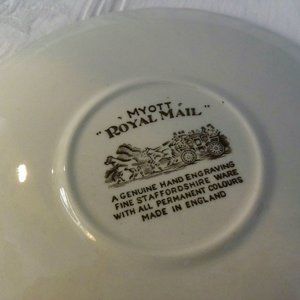 MYOTT
"ROYAL MAIL"
A GENUINE HAND ENGRAVING
FINE STAFFORDSHIRE WARE
WITH ALL PERMANENT COLOURS
MADE IN ENGLAND